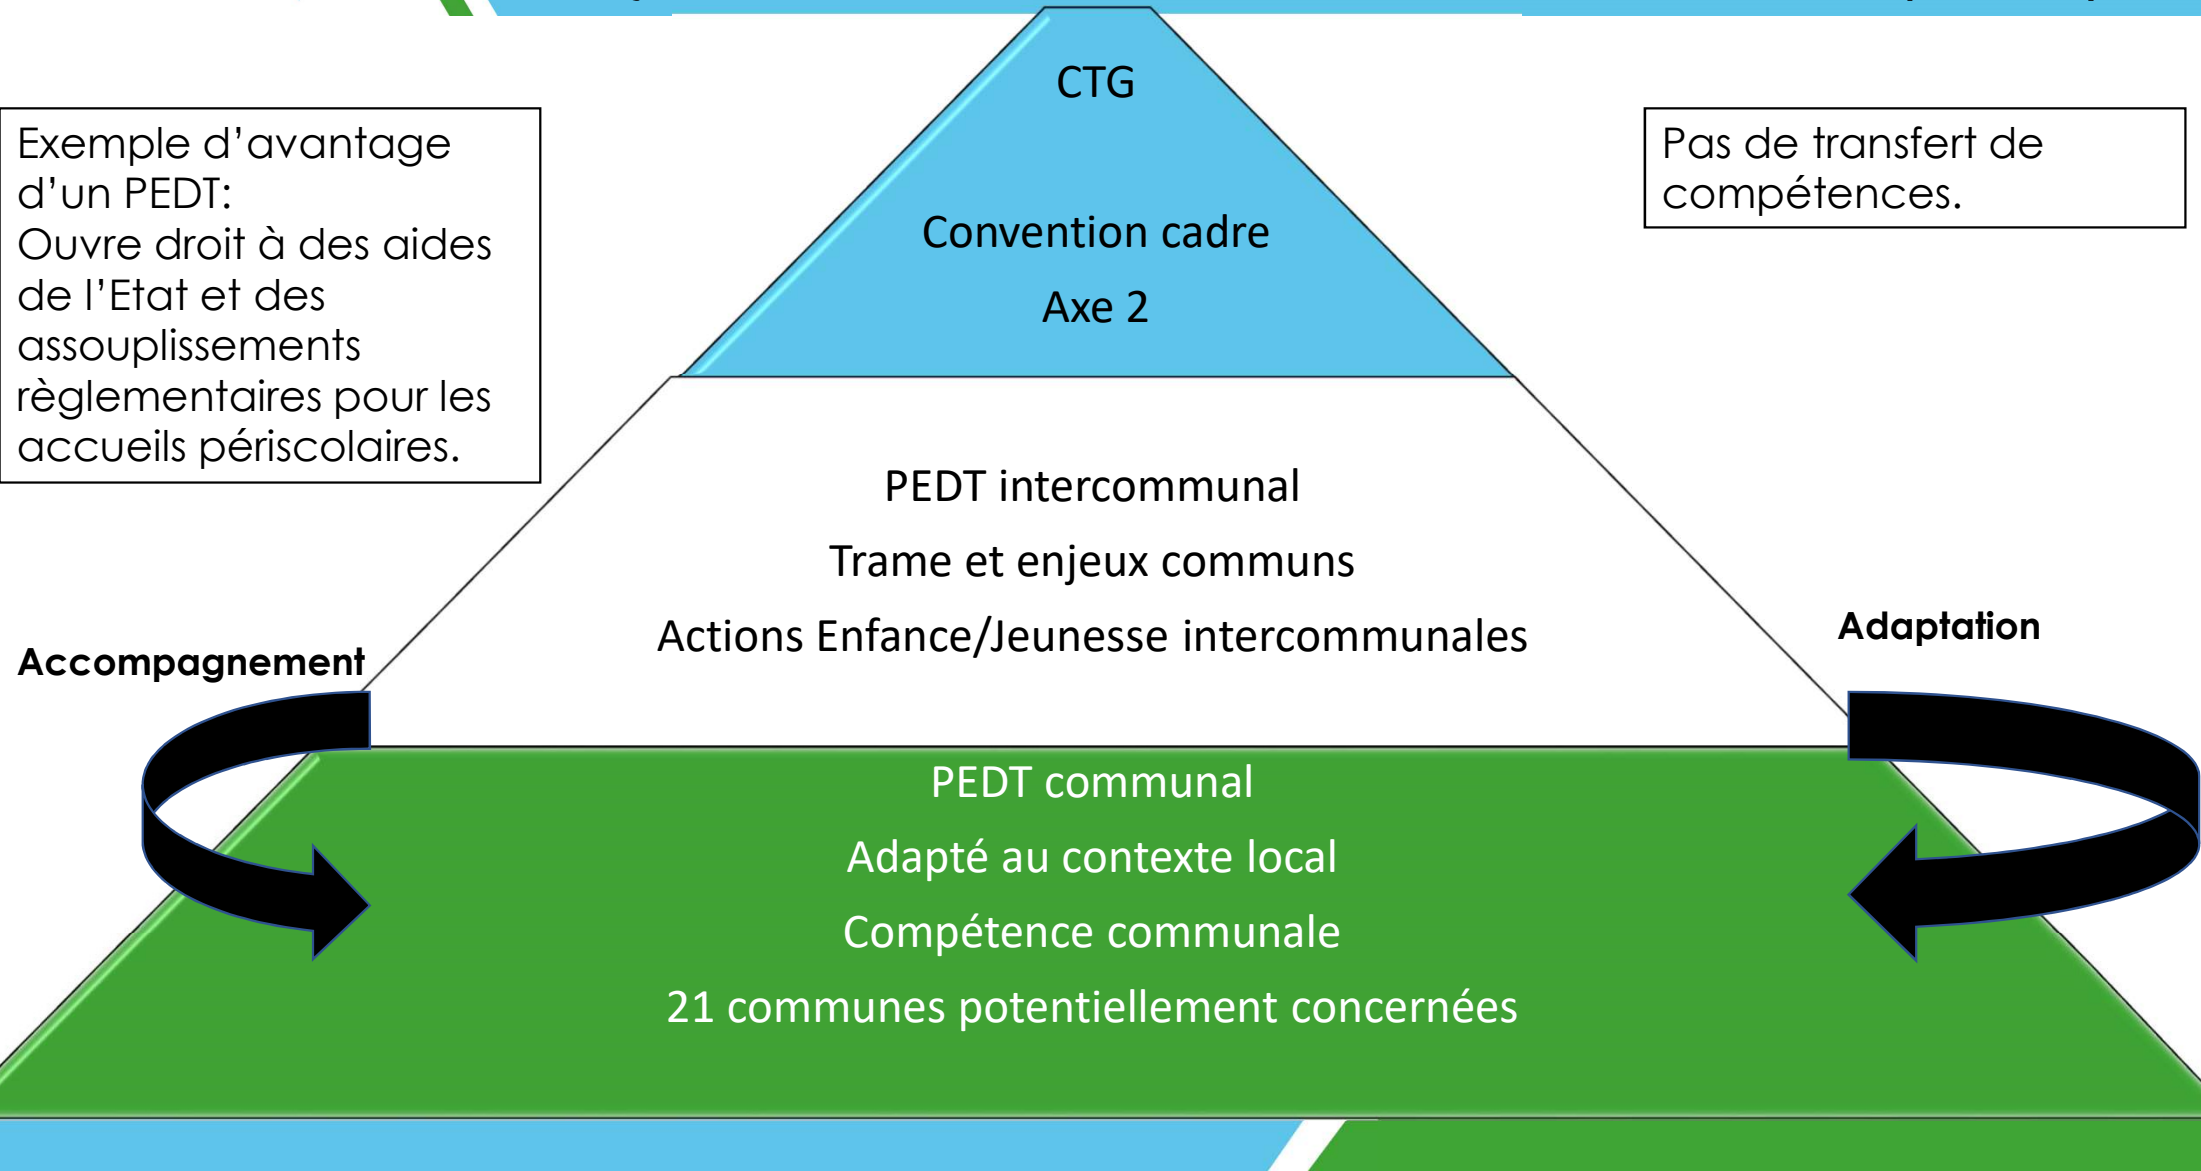 CTG
Convention cadre
Axe 2
Exemple d’avantage
d’un PEDT:
Ouvre droit à des aides
de l’Etat et des
assouplissements
règlementaires pour les
accueils périscolaires.
Pas de transfert de
compétences.
PEDT intercommunal
Trame et enjeux communs
Actions Enfance/Jeunesse intercommunales
Accompagnement
Adaptation
PEDT communal
Adapté au contexte local
Compétence communale
21 communes potentiellement concernées